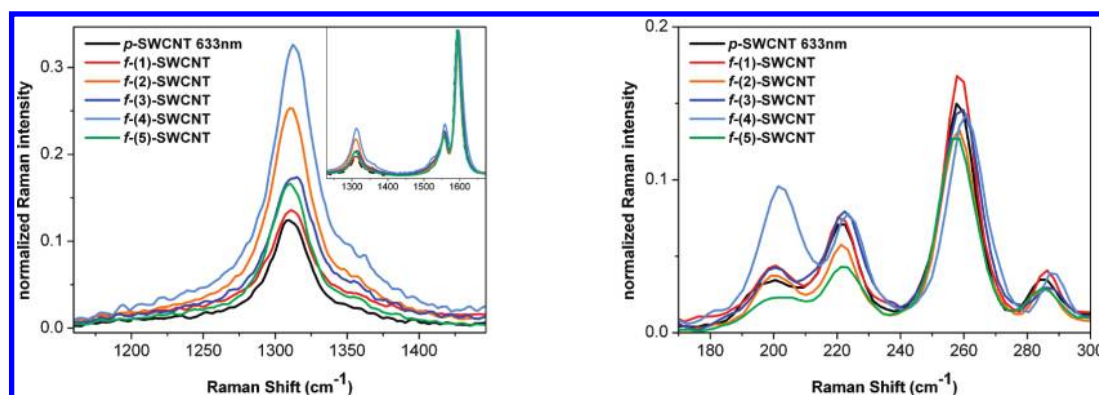 p-SWCNT 633nm
f-(1)-SWCNT
f-(2)-SWCNT
f-(3)-SWCNT
f-(4)-SWCNT
f-(5)-SWCNT
normalized Raman intensity
0.3
0.2
0.1
0.0
1200 1250 1300 1350 1400
Raman Shift (cm-1)
1300 1400 1500 1600
p-SWCNT 633nm
f-(1)-SWCNT
f-(2)-SWCNT
f-(3)-SWCNT
f-(4)-SWCNT
f-(5)-SWCNT
normalized Raman intensity
0.2
0.1
0.0
180 200 220 240 260 280 300
Raman Shift (cm-1)